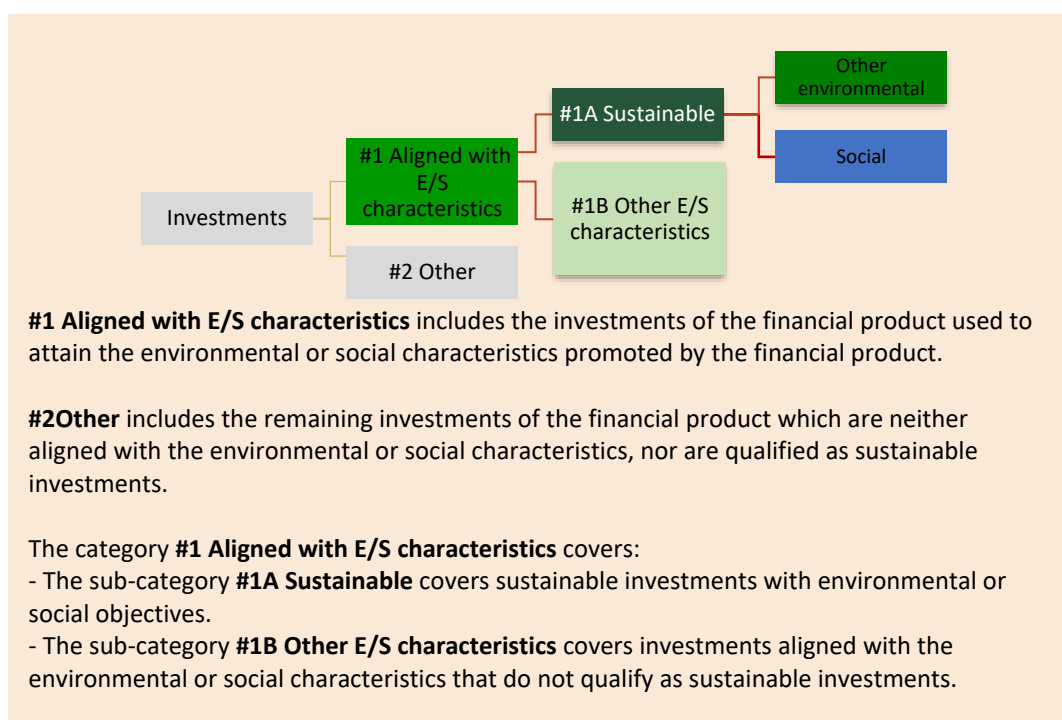 Other
environmental
#1A Sustainable
#1 Aligned with
E/S
characteristics
Social
Investments
#1B Other E/S
characteristics
#2 Other
#1 Aligned with E/S characteristics includes the investments of the financial product used to
attain the environmental or social characteristics promoted by the financial product.
#2Other includes the remaining investments of the financial product which are neither
aligned with the environmental or social characteristics, nor are qualified as sustainable
investments.
The category #1 Aligned with E/S characteristics covers:
- The sub-category #1A Sustainable covers sustainable investments with environmental or
social objectives.
- The sub-category #1B Other E/S characteristics covers investments aligned with the
environmental or social characteristics that do not qualify as sustainable investments.